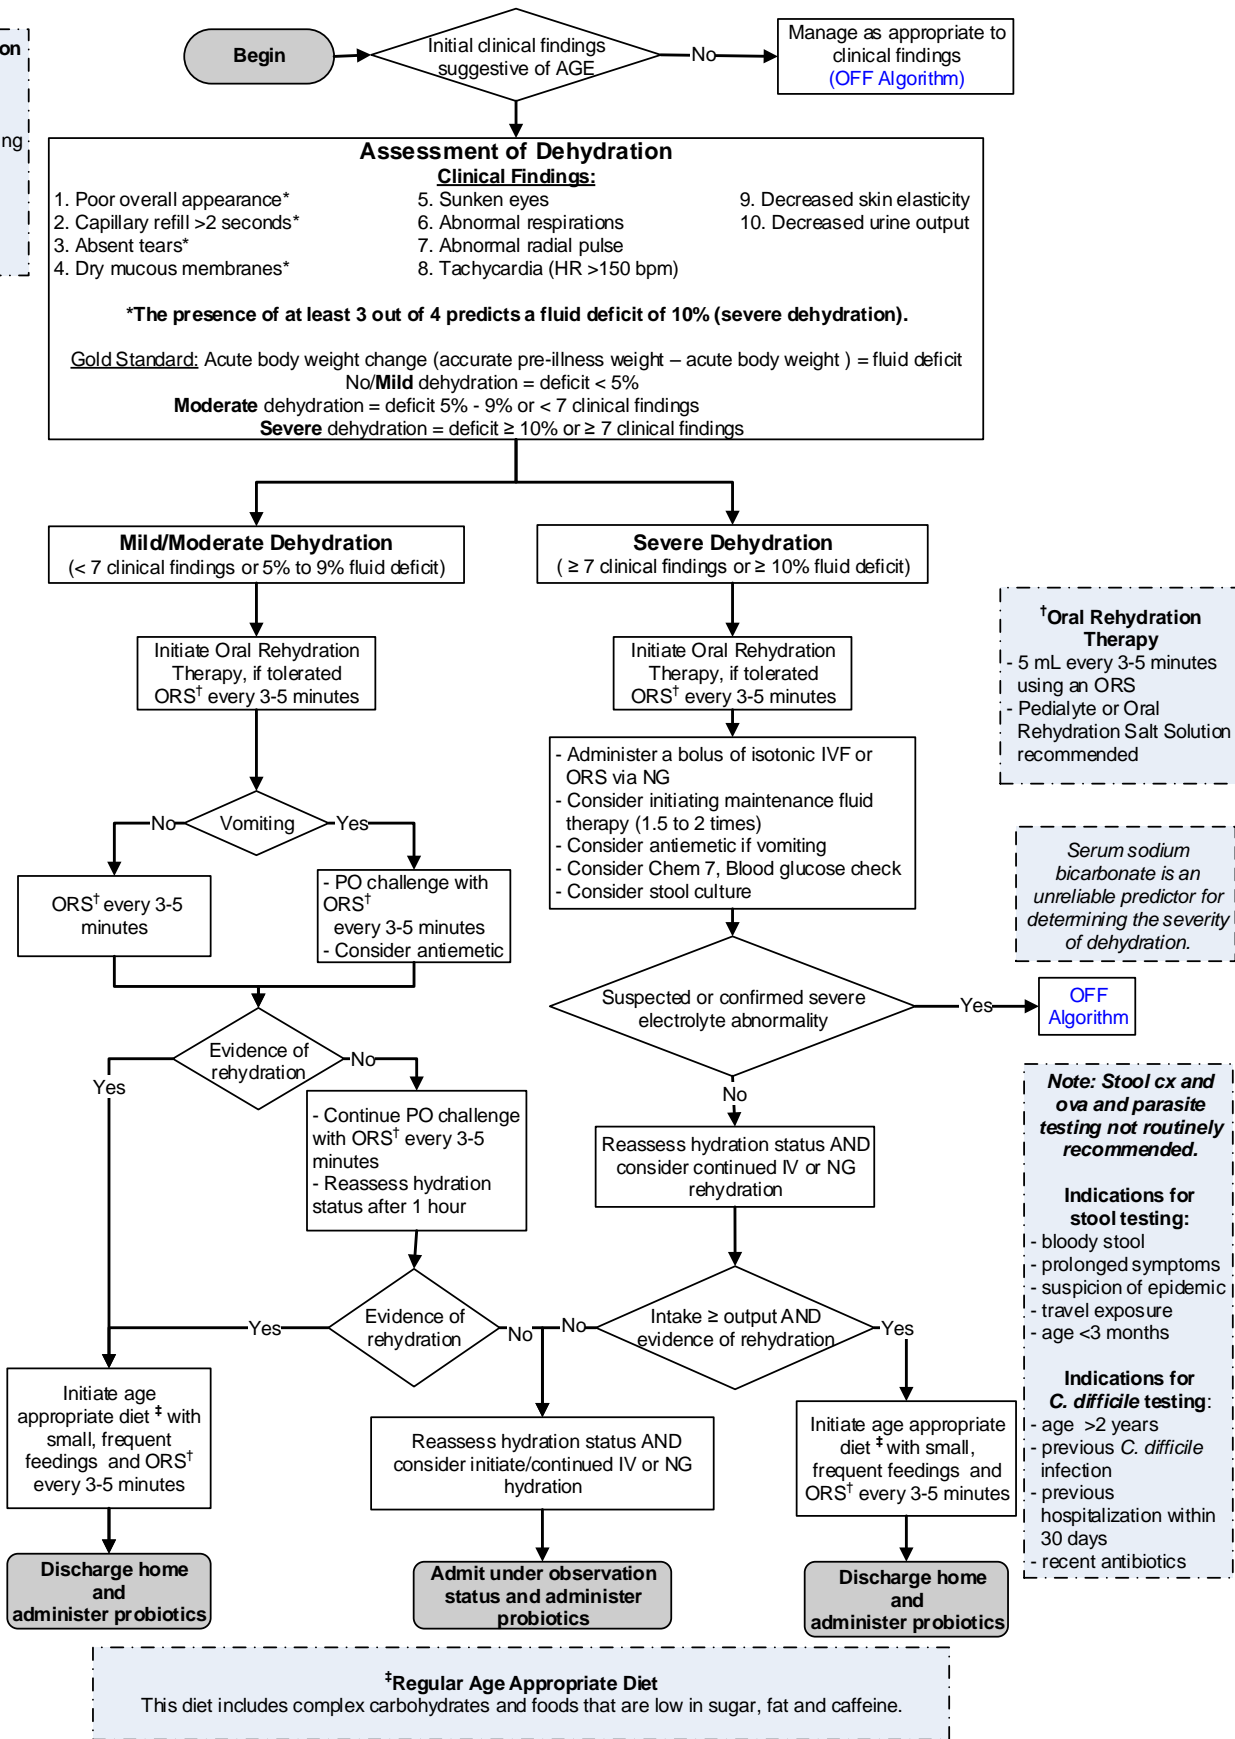 on
ng
Begin
Initial clinical findings
suggestive of AGE
No
Manage as appropriate to
clinical findings
(OFF Algorithm)
Assessment of Dehydration
Clinical Findings:
1. Poor overall appearance*
2. Capillary refill >2 seconds*
3. Absent tears*
4. Dry mucous membranes*
5. Sunken eyes
6. Abnormal respirations
7. Abnormal radial pulse
8. Tachycardia (HR >150 bpm)
9. Decreased skin elasticity
10. Decreased urine output
*The presence of at least 3 out of 4 predicts a fluid deficit of 10% (severe dehydration).
Gold Standard: Acute body weight change (accurate pre-illness weight – acute body weight ) = fluid deficit
No/Mild dehydration = deficit < 5%
Moderate dehydration = deficit 5% - 9% or < 7 clinical findings
Severe dehydration = deficit ≥ 10% or ≥ 7 clinical findings
Mild/Moderate Dehydration
(< 7 clinical findings or 5% to 9% fluid deficit)
Severe Dehydration
( ≥ 7 clinical findings or ≥ 10% fluid deficit)
Initiate Oral Rehydration
Therapy, if tolerated
ORS† every 3-5 minutes
Initiate Oral Rehydration
Therapy, if tolerated
ORS† every 3-5 minutes
†Oral Rehydration
Therapy
- 5 mL every 3-5 minutes
using an ORS
- Pedialyte or Oral
Rehydration Salt Solution
recommended
- Administer a bolus of isotonic IVF or
ORS via NG
- Consider initiating maintenance fluid
therapy (1.5 to 2 times)
- Consider antiemetic if vomiting
- Consider Chem 7, Blood glucose check
- Consider stool culture
No
Vomiting
Yes
ORS† every 3-5
minutes
- PO challenge with
ORS†
every 3-5 minutes
- Consider antiemetic
Serum sodium
bicarbonate is an
unreliable predictor for
determining the severity
of dehydration.
Suspected or confirmed severe
electrolyte abnormality
Yes
OFF
Algorithm
No
Evidence of
rehydration
No
Yes
- Continue PO challenge
with ORS† every 3-5
minutes
- Reassess hydration
status after 1 hour
Reassess hydration status AND
consider continued IV or NG
rehydration
Note: Stool cx and
ova and parasite
testing not routinely
recommended.
Indications for
stool testing:
- bloody stool
- prolonged symptoms
- suspicion of epidemic
- travel exposure
- age <3 months
Indications for
C. difficile testing:
- age >2 years
- previous C. difficile
infection
- previous
hospitalization within
30 days
- recent antibiotics
Yes
Evidence of
rehydration
No
No
Intake ≥ output AND
evidence of rehydration
Yes
Initiate age
appropriate diet ‡ with
small, frequent
feedings and ORS†
every 3-5 minutes
Reassess hydration status AND
consider initiate/continued IV or NG
hydration
Initiate age appropriate
diet ‡ with small,
frequent feedings and
ORS† every 3-5 minutes
Discharge home
and
administer probiotics
Admit under observation
status and administer
probiotics
Discharge home
and
administer probiotics
‡Regular Age Appropriate Diet
This diet includes complex carbohydrates and foods that are low in sugar, fat and caffeine.